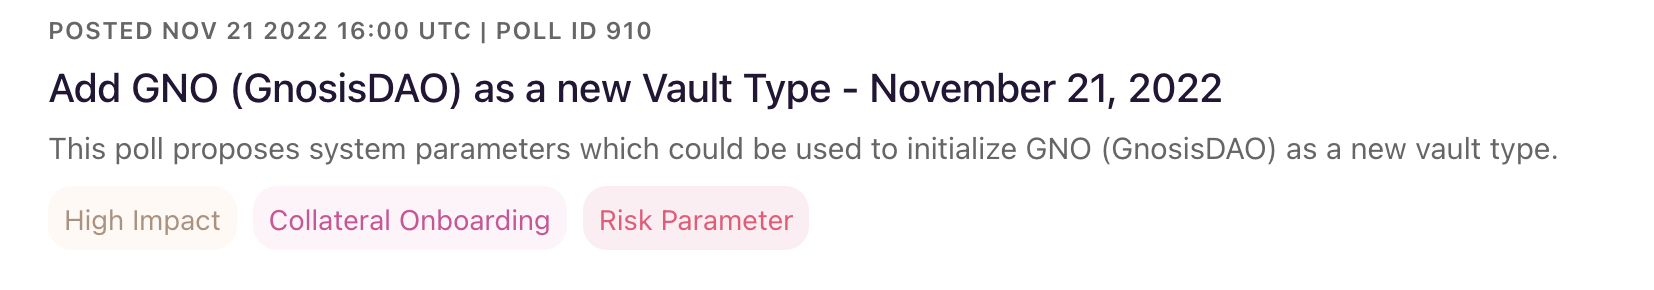 POSTED NOV 21 2022 16:00 UTC | POLL ID 910
Add GNO (GnosisDAO) as a new Vault Type - November 21, 2022
This poll proposes system parameters which could be used to initialize GNO (GnosisDAO) as a new vault type.
High Impact Collateral Onboarding Risk Parameter